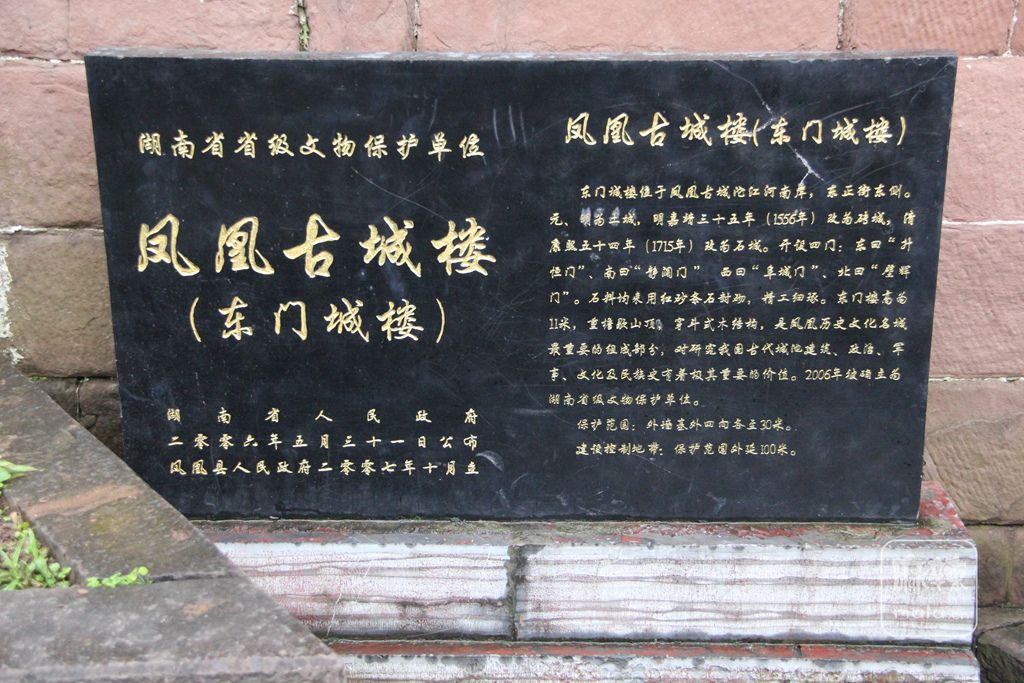 湖南省省级文物保护单位
凤凰古城楼
（东门城楼）
湖南省人民政府
二零零六年五月三十一日公布
凤凰县人民政府二零零七年十月立
凤凰古城楼（东门城楼）
东门城楼位于凤凰古城沱江河南岸，东正街东侧。
元、明为土城，明嘉靖三十五年（1556年）改为砖城，清
康熙五十四年（1715年）改为石城。开设四门：东曰“升
恒门”、南曰“静澜门” 西曰“阜城门”、北曰“壁辉
门”。石料均采用红砂条石封砌，精工细琢。东门楼高为
11米，重檐歇山顶，穿斗式木结构，是凤凰历史文化名城
最重要的组成部分，对研究我国古代城池建筑、政治、军
事、文化及民族史有着极其重要的价值。2006年被确立为
湖南省级文物保护单位。
保护范围：外墙基外四向各至30米。
建设控制地带：保护范围外延100米。